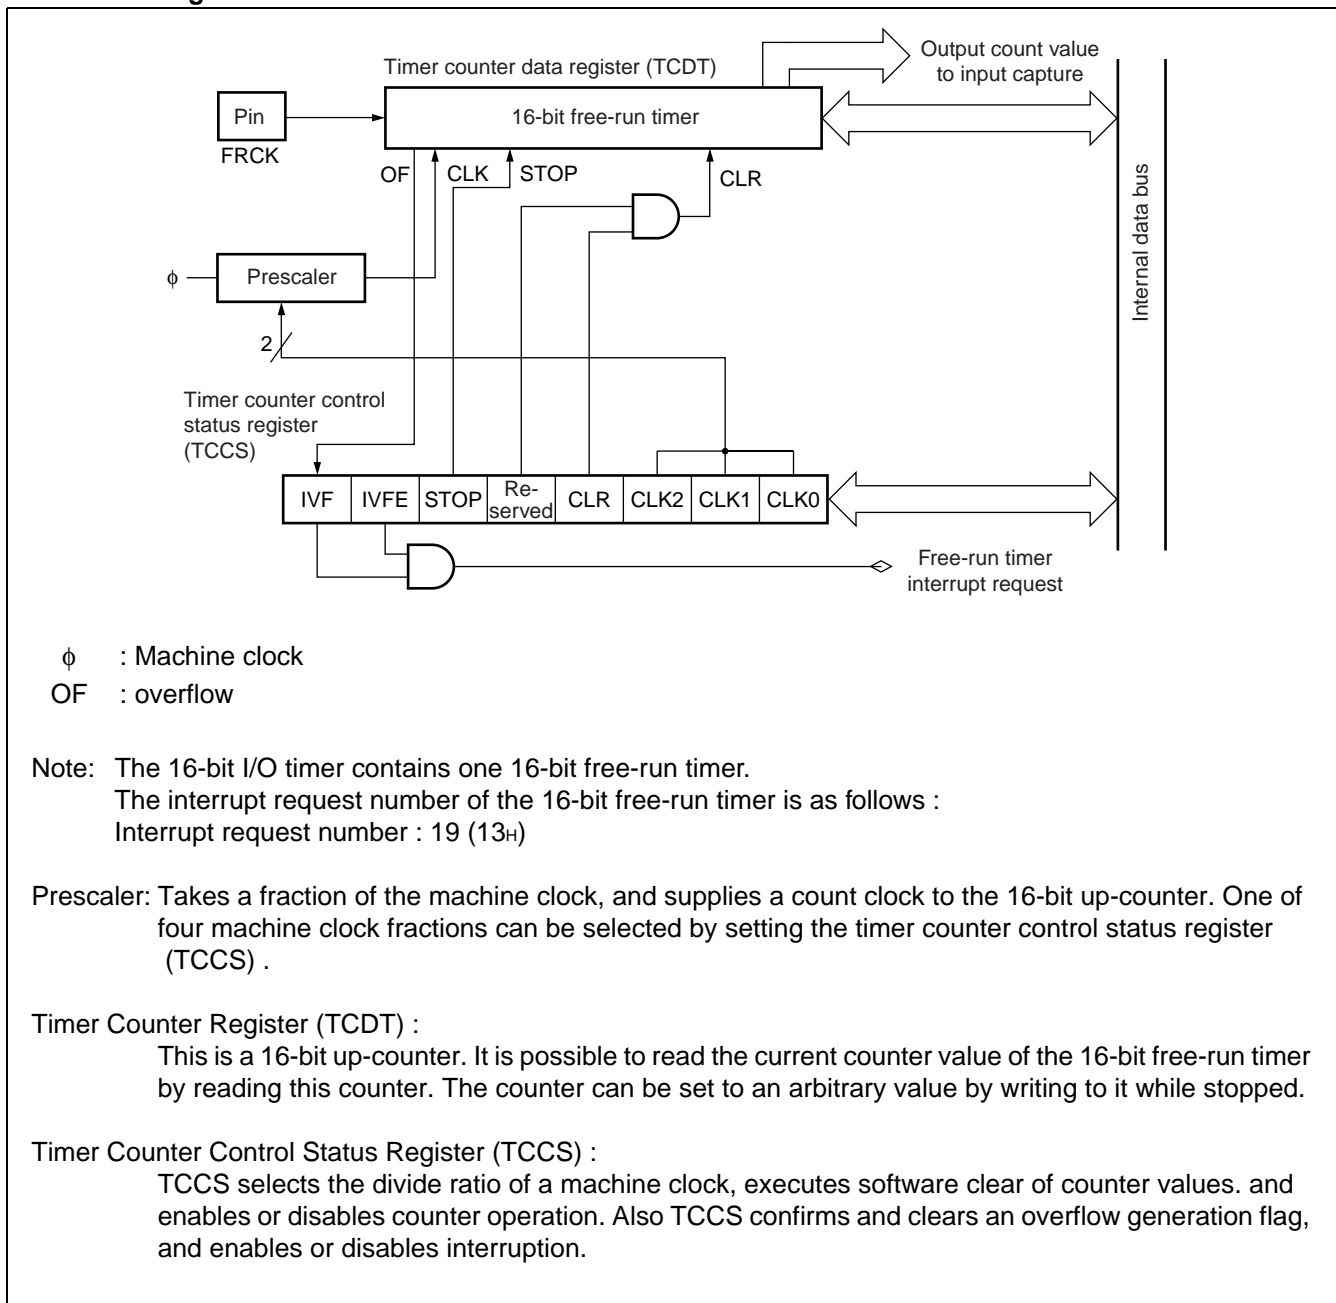 Output count value
to input capture
Timer counter data register (TCDT)
Pin
16-bit free-run timer
FRCK
OF
CLK
STOP
CLR
Internal data bus
ϕ
Prescaler
2
Timer counter control
status register
(TCCS)
IVF
IVFE
STOP
Re-
served
CLR
CLK2
CLK1
CLK0
Free-run timer
interrupt request
ϕ : Machine clock
OF : overflow
Note: The 16-bit I/O timer contains one 16-bit free-run timer.
The interrupt request number of the 16-bit free-run timer is as follows :
Interrupt request number : 19 (13H)
Prescaler: Takes a fraction of the machine clock, and supplies a count clock to the 16-bit up-counter. One of
four machine clock fractions can be selected by setting the timer counter control status register
(TCCS) .
Timer Counter Register (TCDT) :
This is a 16-bit up-counter. It is possible to read the current counter value of the 16-bit free-run timer
by reading this counter. The counter can be set to an arbitrary value by writing to it while stopped.
Timer Counter Control Status Register (TCCS) :
TCCS selects the divide ratio of a machine clock, executes software clear of counter values. and
enables or disables counter operation. Also TCCS confirms and clears an overflow generation flag,
and enables or disables interruption.